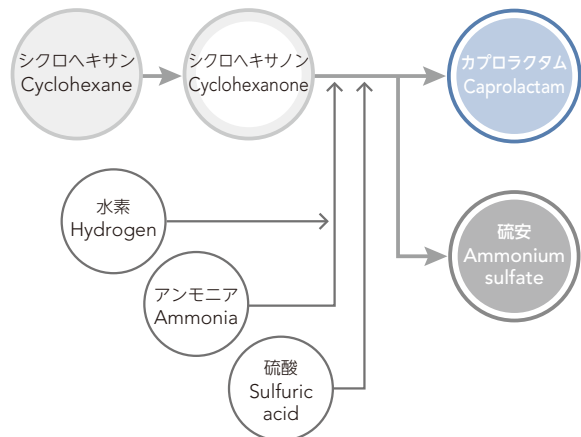 シクロヘキサン
Cyclohexane
シクロヘキサノン
Cyclohexanone
カプロラクタム
Caprolactam
水素
Hydrogen
硫安
Ammonium
sulfate
アンモニア
Ammonia
硫酸
Sulfuric
acid